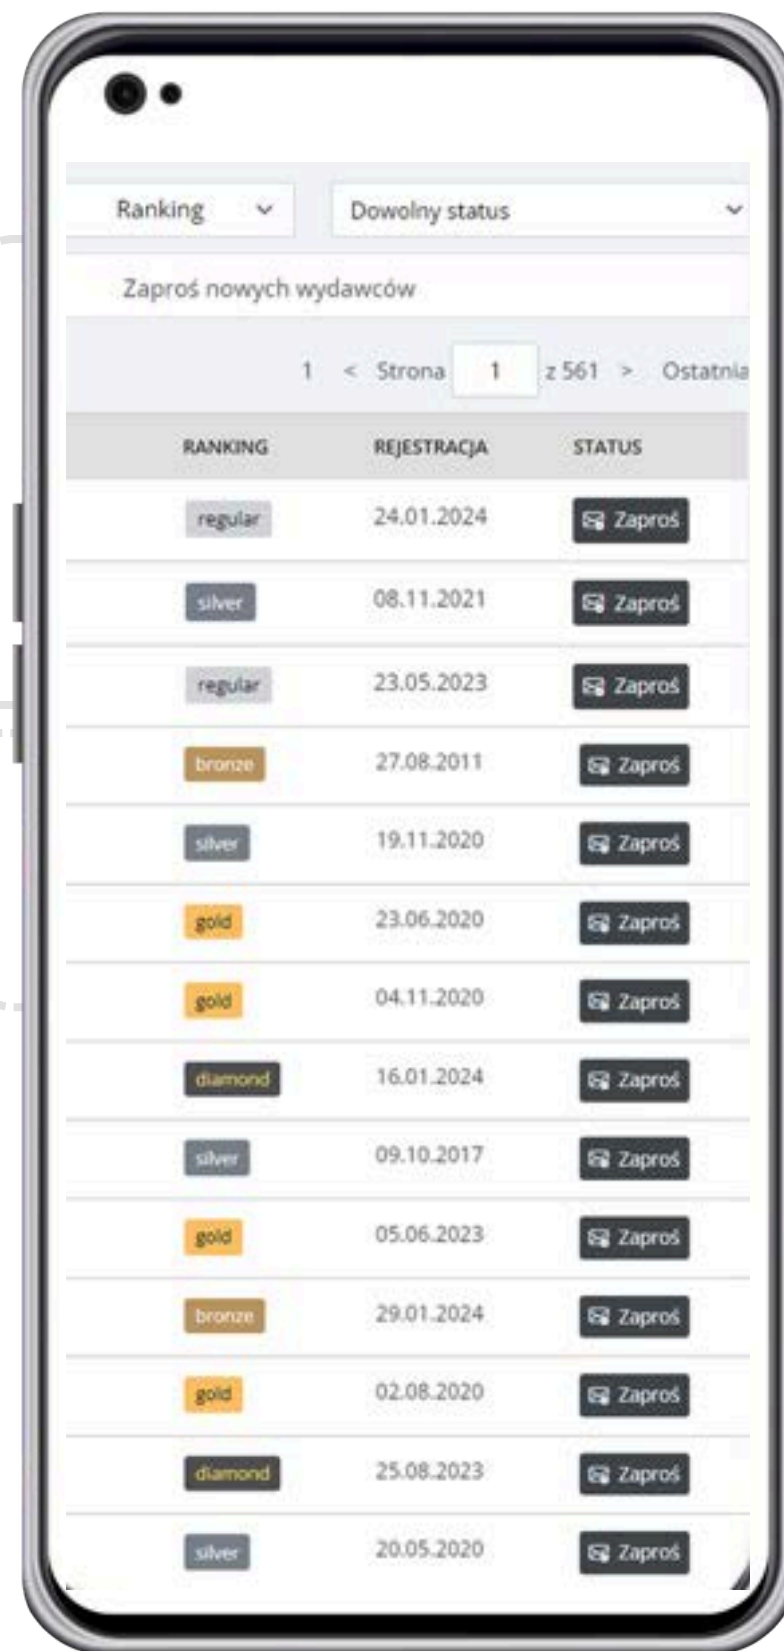 Ranking Dowolny status
Zaproś nowych wydawców
1 < Strona 1 z 561 > Ostatnia
RANKING REJESTRACJA STATUS
regular 24.01.2024 Zaproś
silver 08.11.2021 Zaproś
regular 23.05.2023 Zaproś
bronze 27.08.2011 Zaproś
silver 19.11.2020 Zaproś
gold 23.06.2020 Zaproś
gold 04.11.2020 Zaproś
diamond 16.01.2024 Zaproś
silver 09.10.2017 Zaproś
gold 05.06.2023 Zaproś
bronze 29.01.2024 Zaproś
gold 02.08.2020 Zaproś
diamond 25.08.2023 Zaproś
silver 20.05.2020 Zaproś